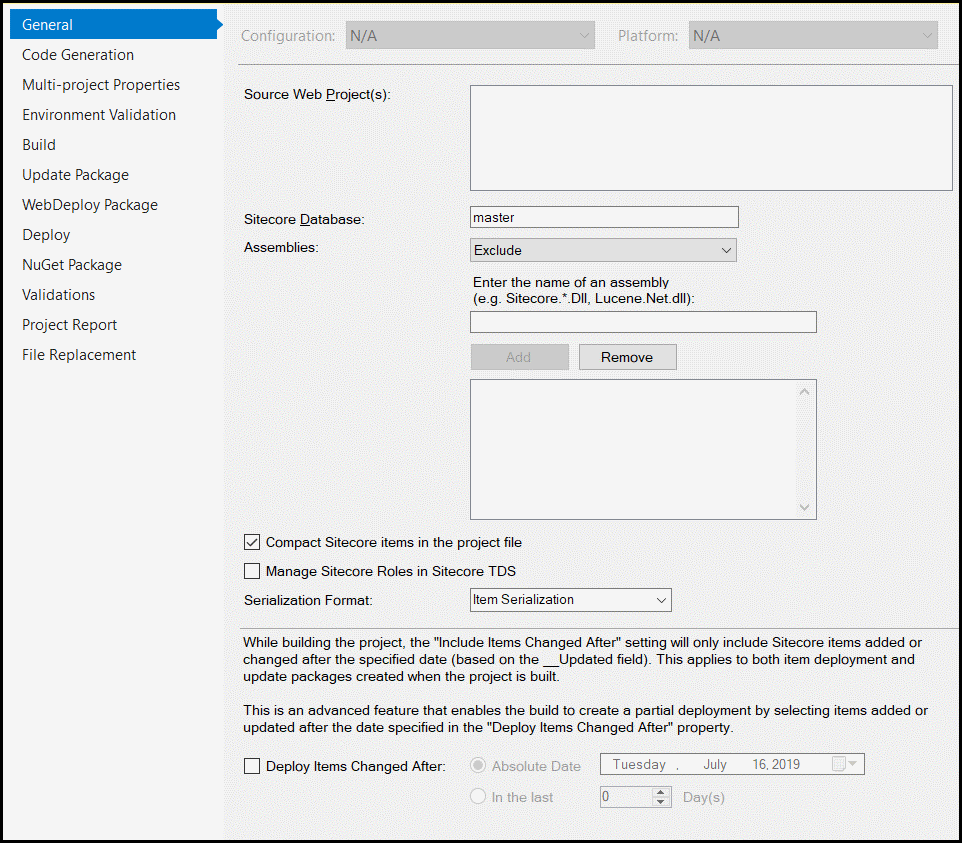 General
Code Generation
Multi-project Properties
Environment Validation
Build
Update Package
WebDeploy Package
Deploy
NuGet Package
Validations
Project Report
File Replacement
Configuration: N/A Platform: N/A
Source Web Project(s):
Sitecore Database: master
Assemblies: Exclude
Enter the name of an assembly
(e.g. Sitecore.*.Dll, Lucene.Net.dll):
Add Remove
Compact Sitecore items in the project file
Manage Sitecore Roles in Sitecore TDS
Serialization Format: Item Serialization
While building the project, the "Include Items Changed After" setting will only include Sitecore items added or
changed after the specified date (based on the __Updated field). This applies to both item deployment and
update packages created when the project is built.
This is an advanced feature that enables the build to create a partial deployment by selecting items added or
updated after the date specified in the "Deploy Items Changed After" property.
Deploy Items Changed After: Absolute Date Tuesday , July 16, 2019
In the last 0 Day(s)